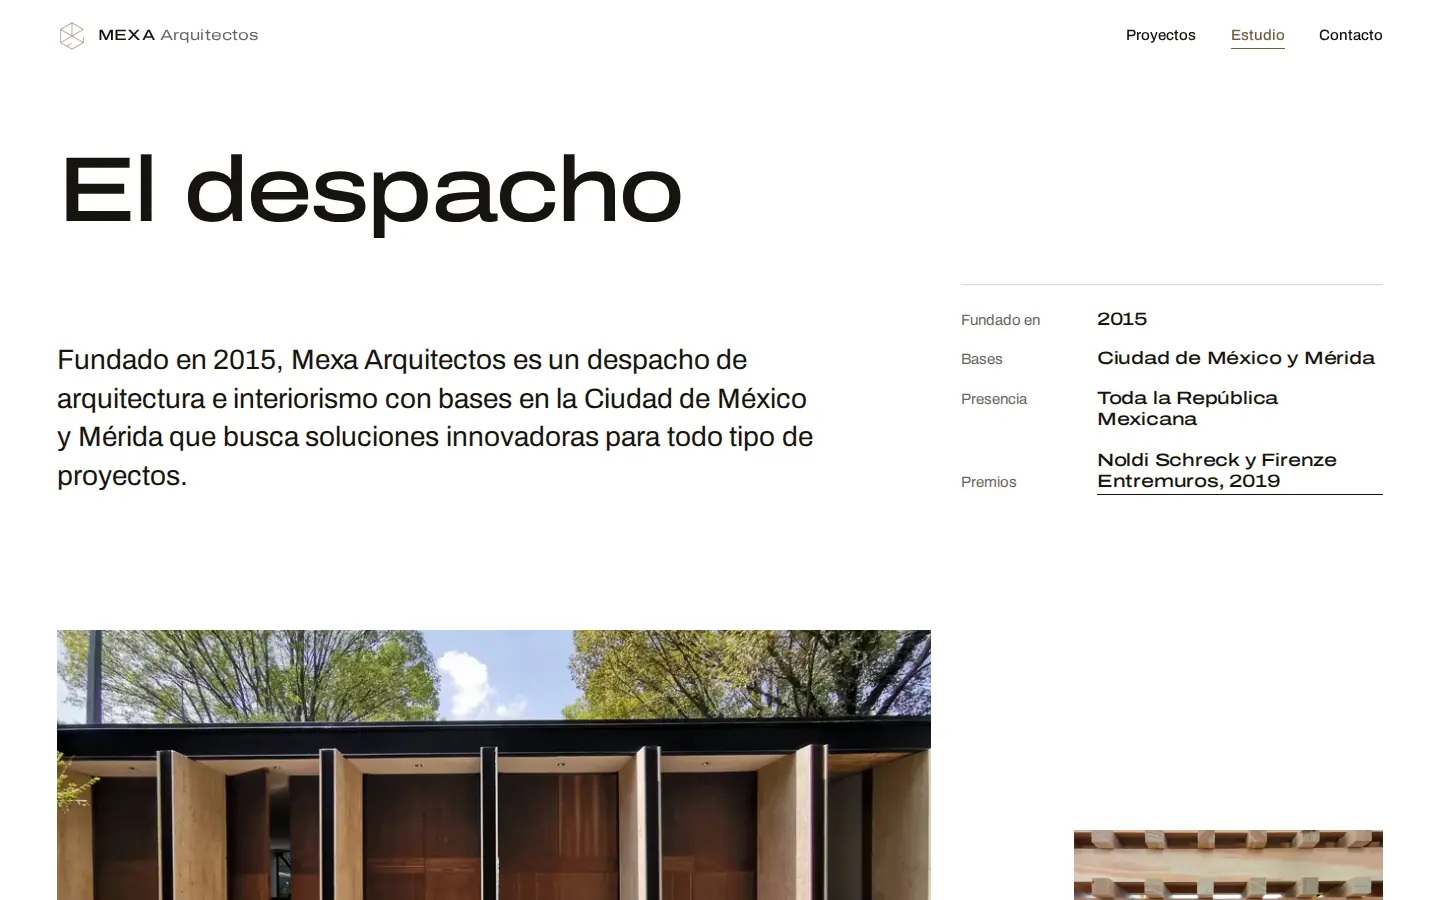 MEXA Arquitectos
Proyectos
Estudio
Contacto
El despacho
Fundado en 2015, Mexa Arquitectos es un despacho de
arquitectura e interiorismo con bases en la Ciudad de México
y Mérida que busca soluciones innovadoras para todo tipo de
proyectos.
Fundado en
2015
Bases
Ciudad de México y Mérida
Presencia
Toda la República
Mexicana
Premios
Noldi Schreck y Firenze
Entremuros, 2019